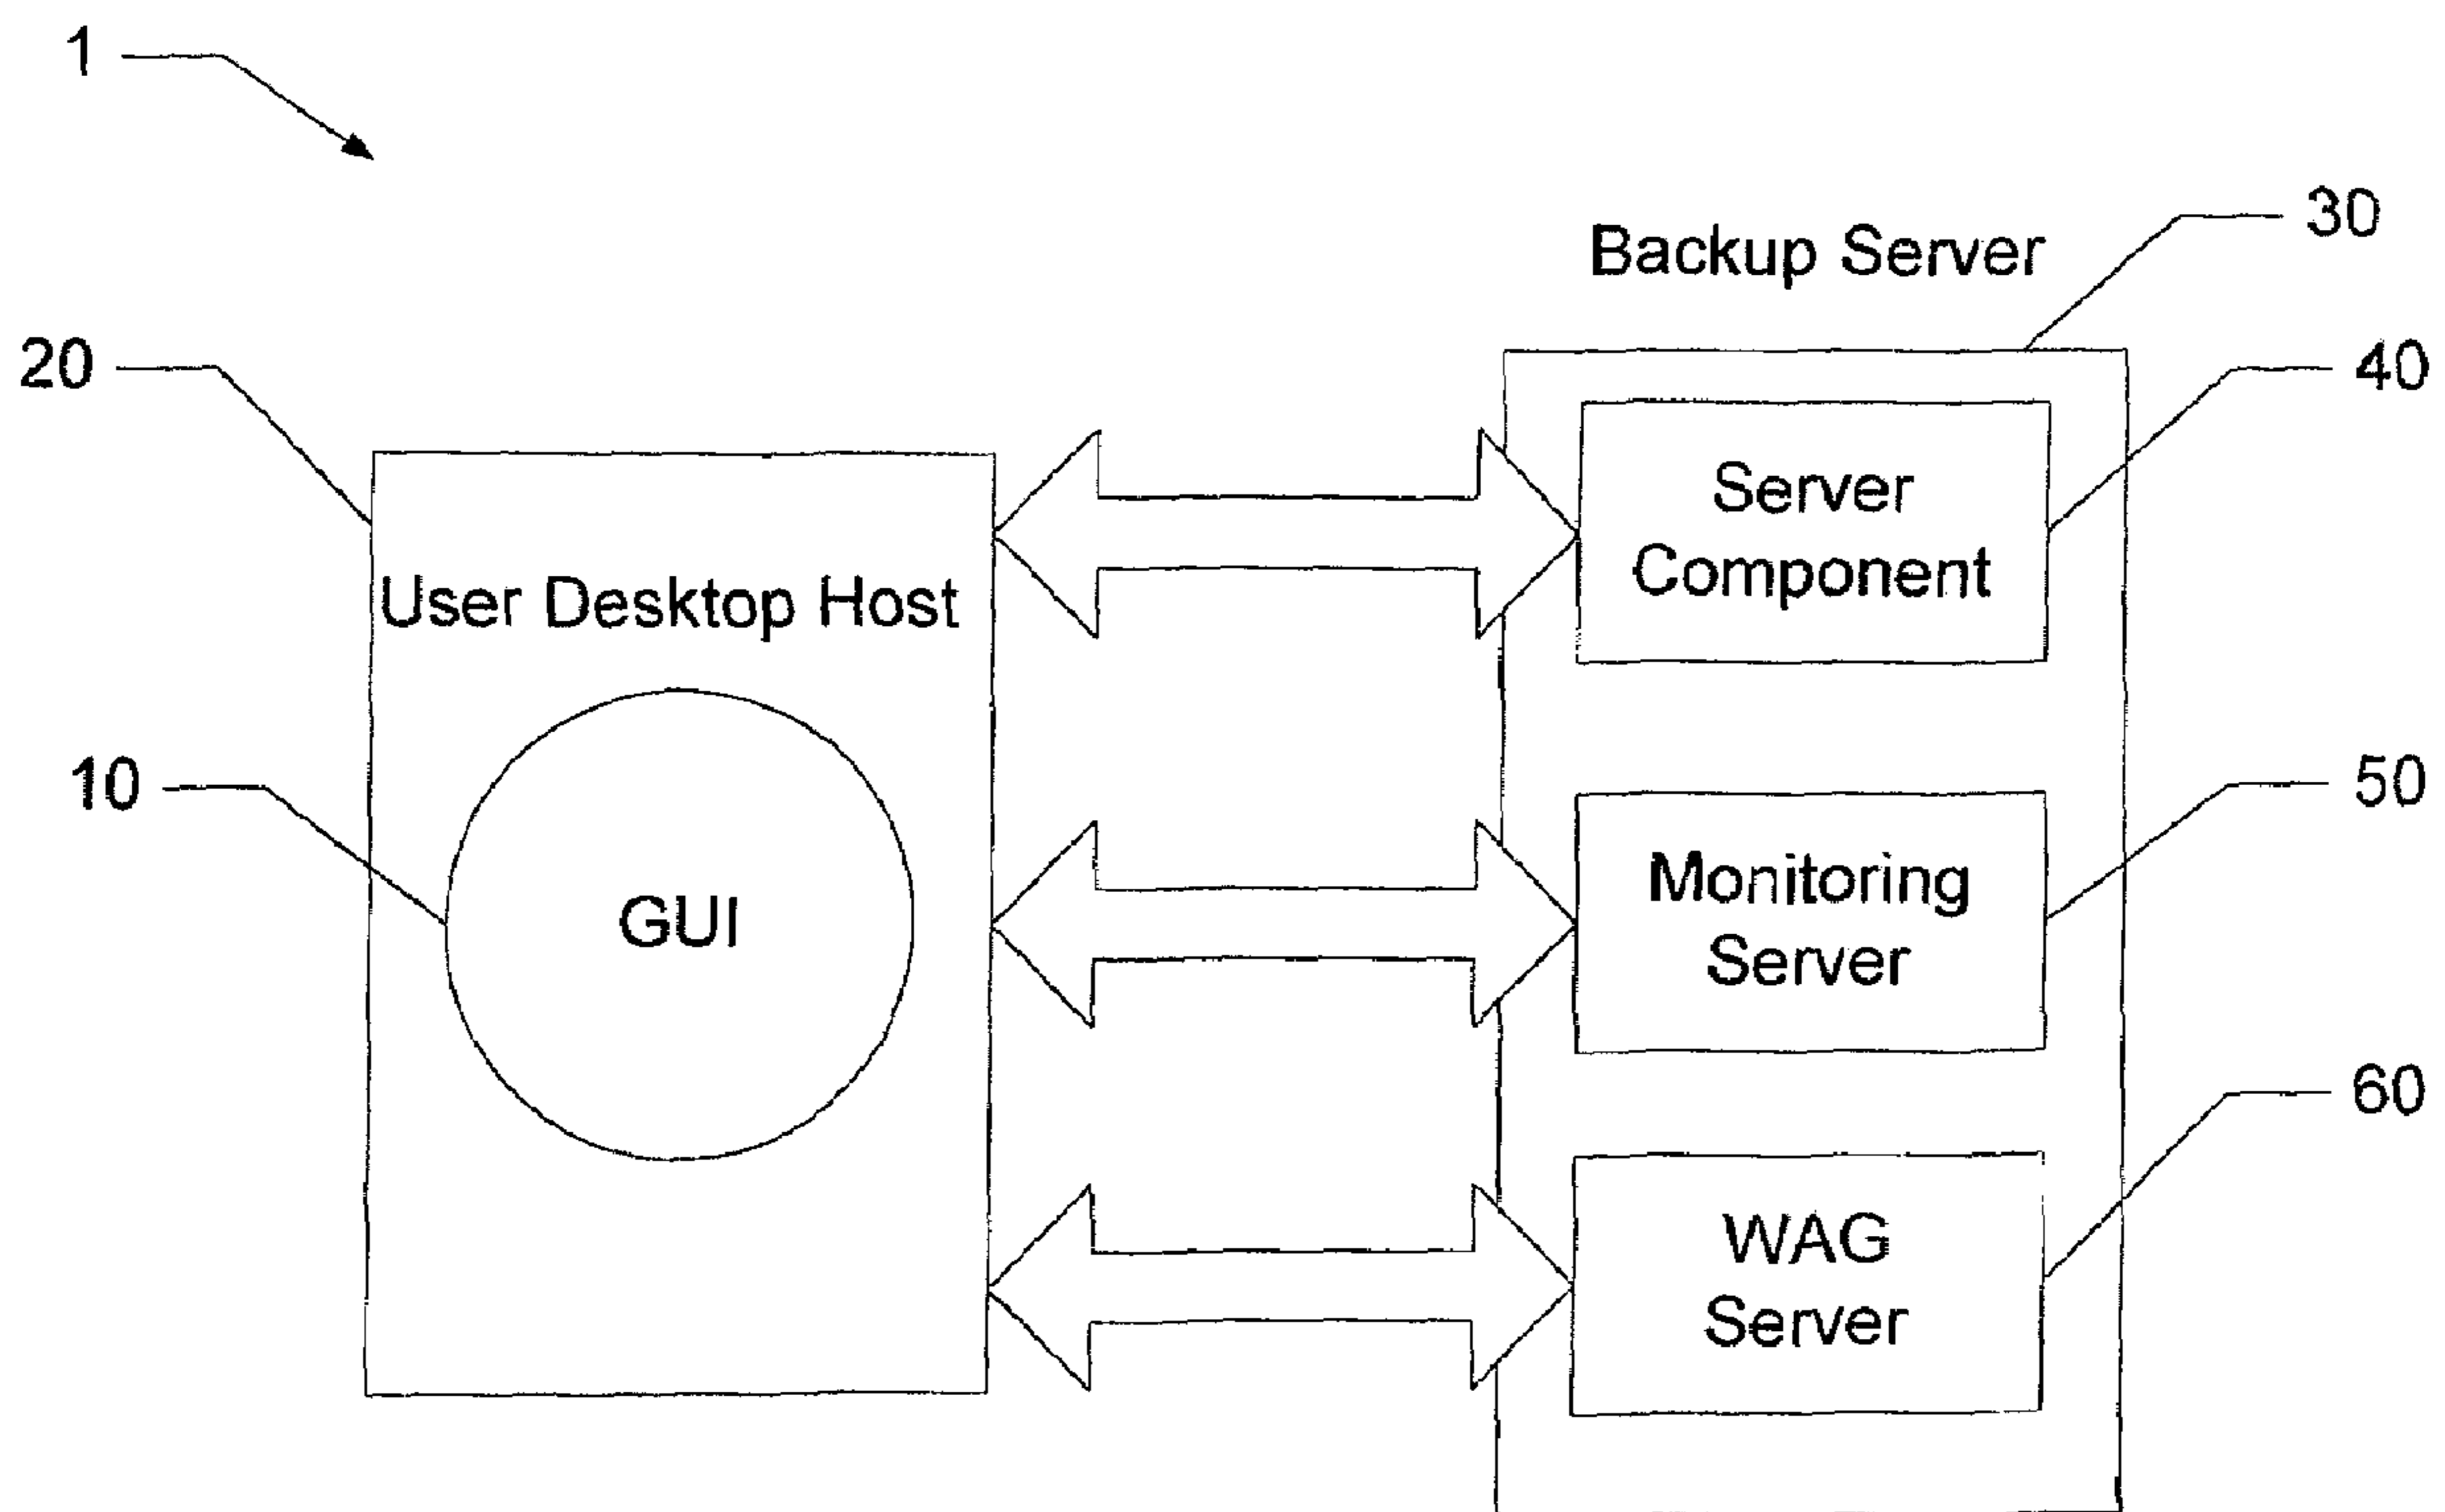 1
30
Backup Server
20
40
Server
Component
User Desktop Host
10
50
GUI
Monitoring
Server
60
WAG
Server